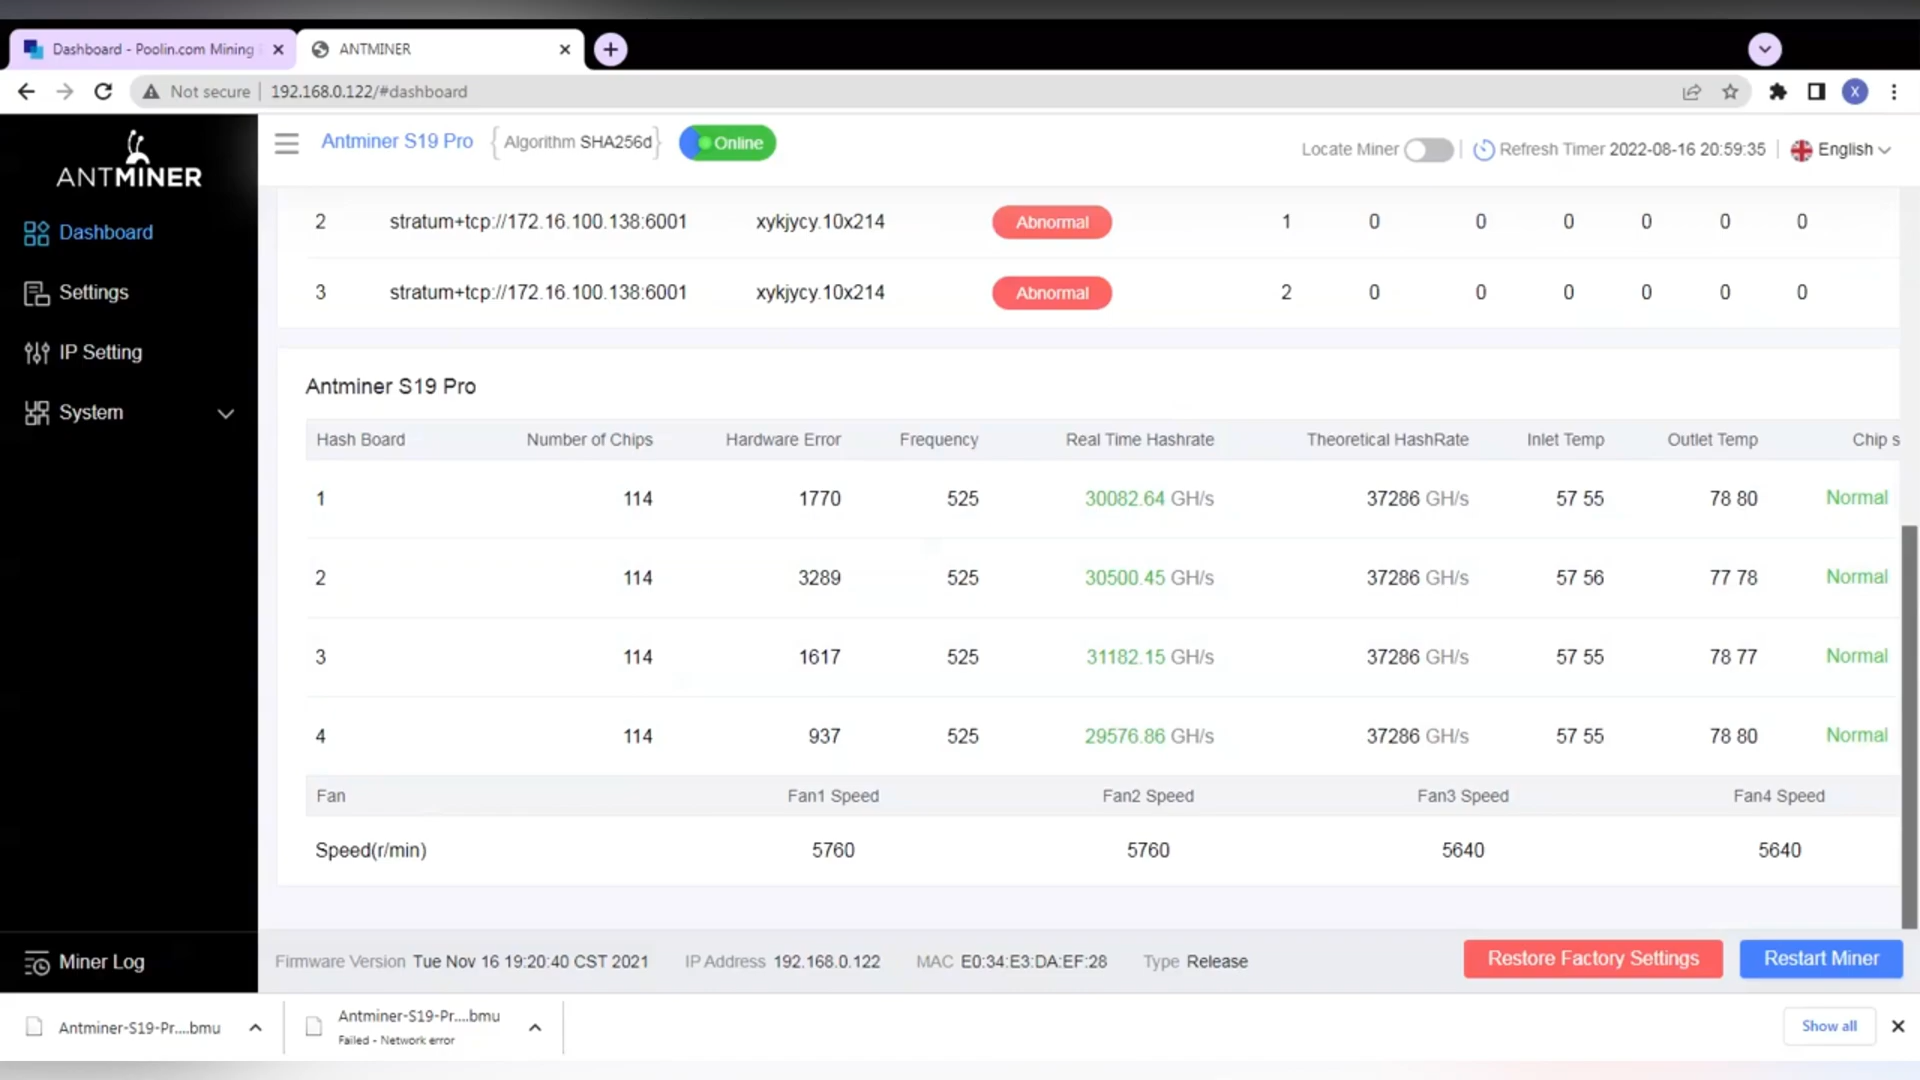 Dashboard - Poolin.com Mining
ANTMINER
Not secure 192.168.0.122/#dashboard
X
ANTMINER
Dashboard
Settings
IP Setting
System
Miner Log
Antminer S19 Pro {Algorithm SHA256d} Online
Locate Miner Refresh Timer 2022-08-16 20:59:35 English
2 stratum+tcp://172.16.100.138:6001 xykjycy.10x214 Abnormal 1 0 0 0 0 0 0
3 stratum+tcp://172.16.100.138:6001 xykjycy.10x214 Abnormal 2 0 0 0 0 0 0
Antminer S19 Pro
Hash Board Number of Chips Hardware Error Frequency Real Time Hashrate Theoretical HashRate Inlet Temp Outlet Temp Chip s
1 114 1770 525 30082.64 GH/s 37286 GH/s 57 55 78 80 Normal
2 114 3289 525 30500.45 GH/s 37286 GH/s 57 56 77 78 Normal
3 114 1617 525 31182.15 GH/s 37286 GH/s 57 55 78 77 Normal
4 114 937 525 29576.86 GH/s 37286 GH/s 57 55 78 80 Normal
Fan Fan1 Speed Fan2 Speed Fan3 Speed Fan4 Speed
Speed(r/min) 5760 5760 5640 5640
Firmware Version Tue Nov 16 19:20:40 CST 2021 IP Address 192.168.0.122 MAC E0:34:E3:DA:EF:28 Type Release
Restore Factory Settings Restart Miner
Antminer-S19-Pr....bmu
Antminer-S19-Pr....bmu
Failed - Network error
Show all